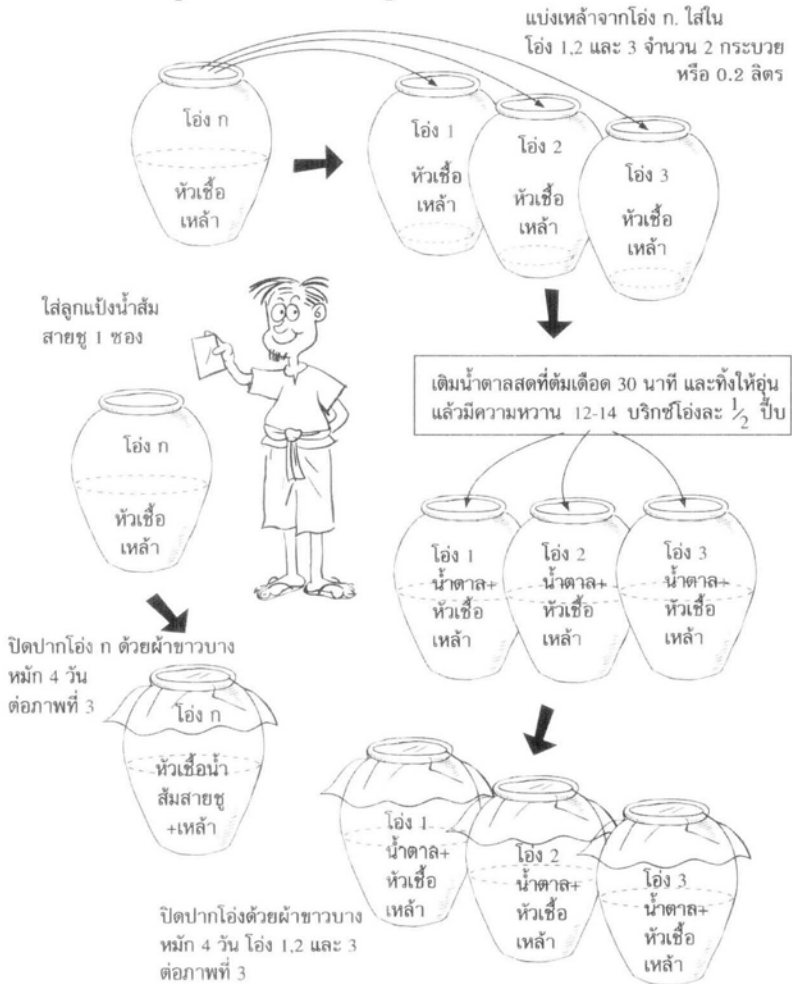 แบ่งเหล้าจากโอ่ง ก. ใส่ใน
โอ่ง 1,2 และ 3 จำนวน 2 กระบวย
หรือ 0.2 ลิตร
โอ่ง ก
หัวเชื้อ
เหล้า
โอ่ง 1
หัวเชื้อ
เหล้า
โอ่ง 2
หัวเชื้อ
เหล้า
โอ่ง 3
หัวเชื้อ
เหล้า
ใส่ลูกแป้งน้ำส้ม
สายชู 1 ซอง
โอ่ง ก
หัวเชื้อ
เหล้า
เติมน้ำตาลสดที่ต้มเดือด 30 นาที และทิ้งให้อุ่น
แล้วมีความหวาน 12-14 บริกซ์โอ่งละ 1/2 ปี๊บ
โอ่ง 1
น้ำตาล+
หัวเชื้อ
เหล้า
โอ่ง 2
น้ำตาล+
หัวเชื้อ
เหล้า
โอ่ง 3
น้ำตาล+
หัวเชื้อ
เหล้า
ปิดปากโอ่ง ก ด้วยผ้าขาวบาง
หมัก 4 วัน
ต่อภาพที่ 3
โอ่ง ก
หัวเชื้อน้ำ
ส้มสายชู
+เหล้า
โอ่ง 1
น้ำตาล+
หัวเชื้อ
เหล้า
โอ่ง 2
น้ำตาล+
หัวเชื้อ
เหล้า
โอ่ง 3
น้ำตาล+
หัวเชื้อ
เหล้า
ปิดปากโอ่งด้วยผ้าขาวบาง
หมัก 4 วัน โอ่ง 1,2 และ 3
ต่อภาพที่ 3